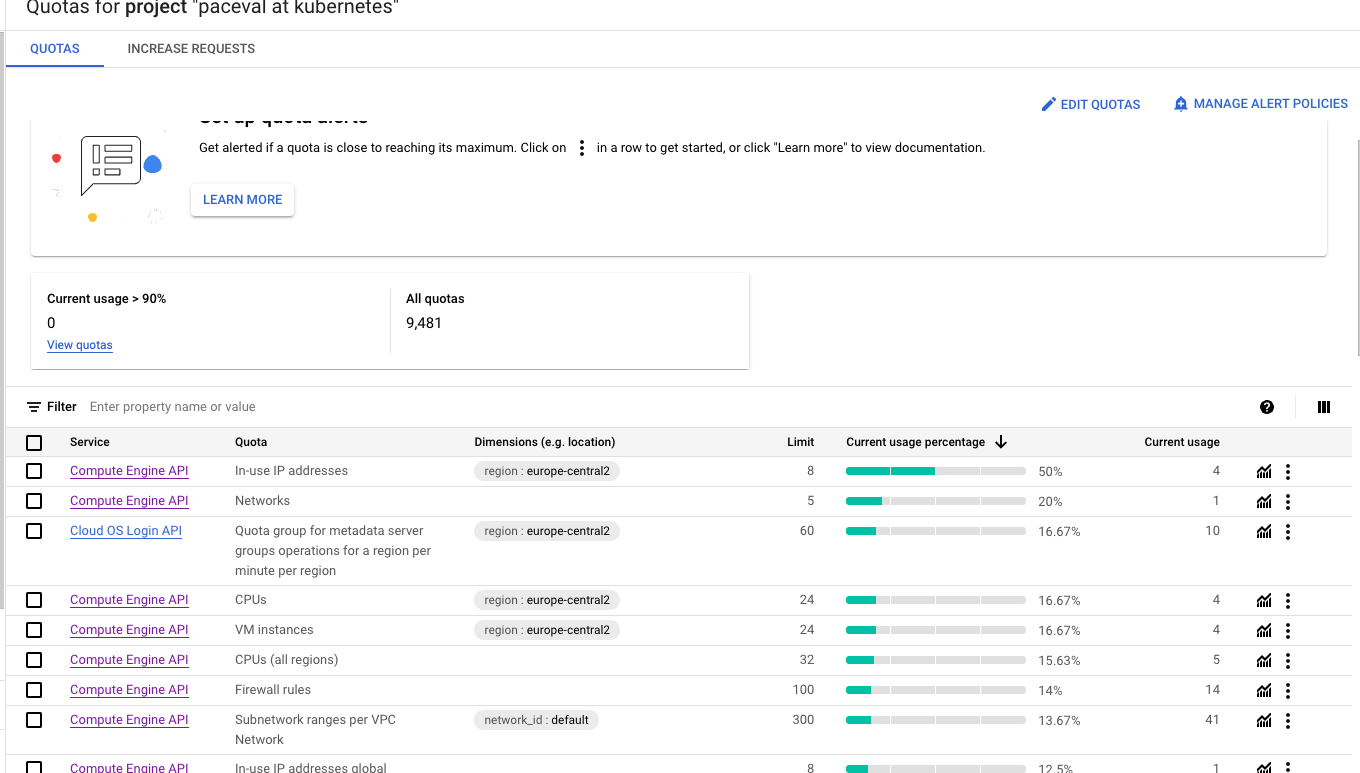 Quotas for project "paceval at kubernetes"
QUOTAS INCREASE REQUESTS
EDIT QUOTAS MANAGE ALERT POLICIES
Set up quota alerts
Get alerted if a quota is close to reaching its maximum. Click on in a row to get started, or click "Learn more" to view documentation.
LEARN MORE
Current usage > 90% All quotas
0 9,481
View quotas
Filter Enter property name or value
Service Quota Dimensions (e.g. location) Limit Current usage percentage Current usage
Compute Engine API In-use IP addresses region : europe-central2 8 50% 4
Compute Engine API Networks 5 20% 1
Cloud OS Login API Quota group for metadata server region : europe-central2 60 16.67% 10
groups operations for a region per
minute per region
Compute Engine API CPUs region : europe-central2 24 16.67% 4
Compute Engine API VM instances region : europe-central2 24 16.67% 4
Compute Engine API CPUs (all regions) 32 15.63% 5
Compute Engine API Firewall rules 100 14% 14
Compute Engine API Subnetwork ranges per VPC network_id : default 300 13.67% 41
Network
Compute Engine API In-use IP addresses global 8 12.5% 1